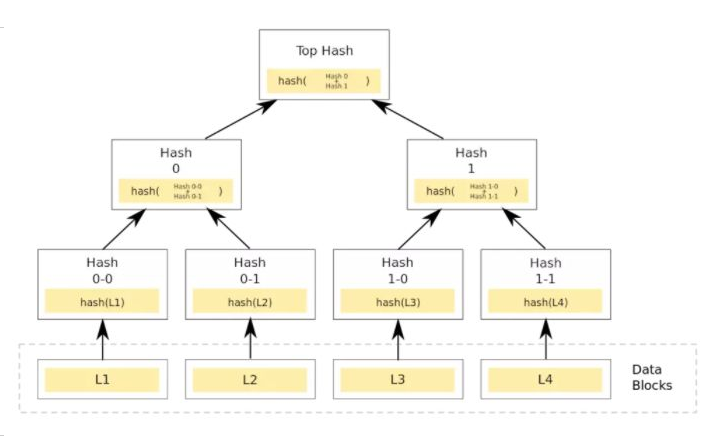 Top Hash
hash( Hash 0 + Hash 1 )
Hash 0
hash( Hash 0-0 + Hash 0-1 )
Hash 1
hash( Hash 1-0 + Hash 1-1 )
Hash 0-0
hash(L1)
Hash 0-1
hash(L2)
Hash 1-0
hash(L3)
Hash 1-1
hash(L4)
L1
L2
L3
L4
Data
Blocks